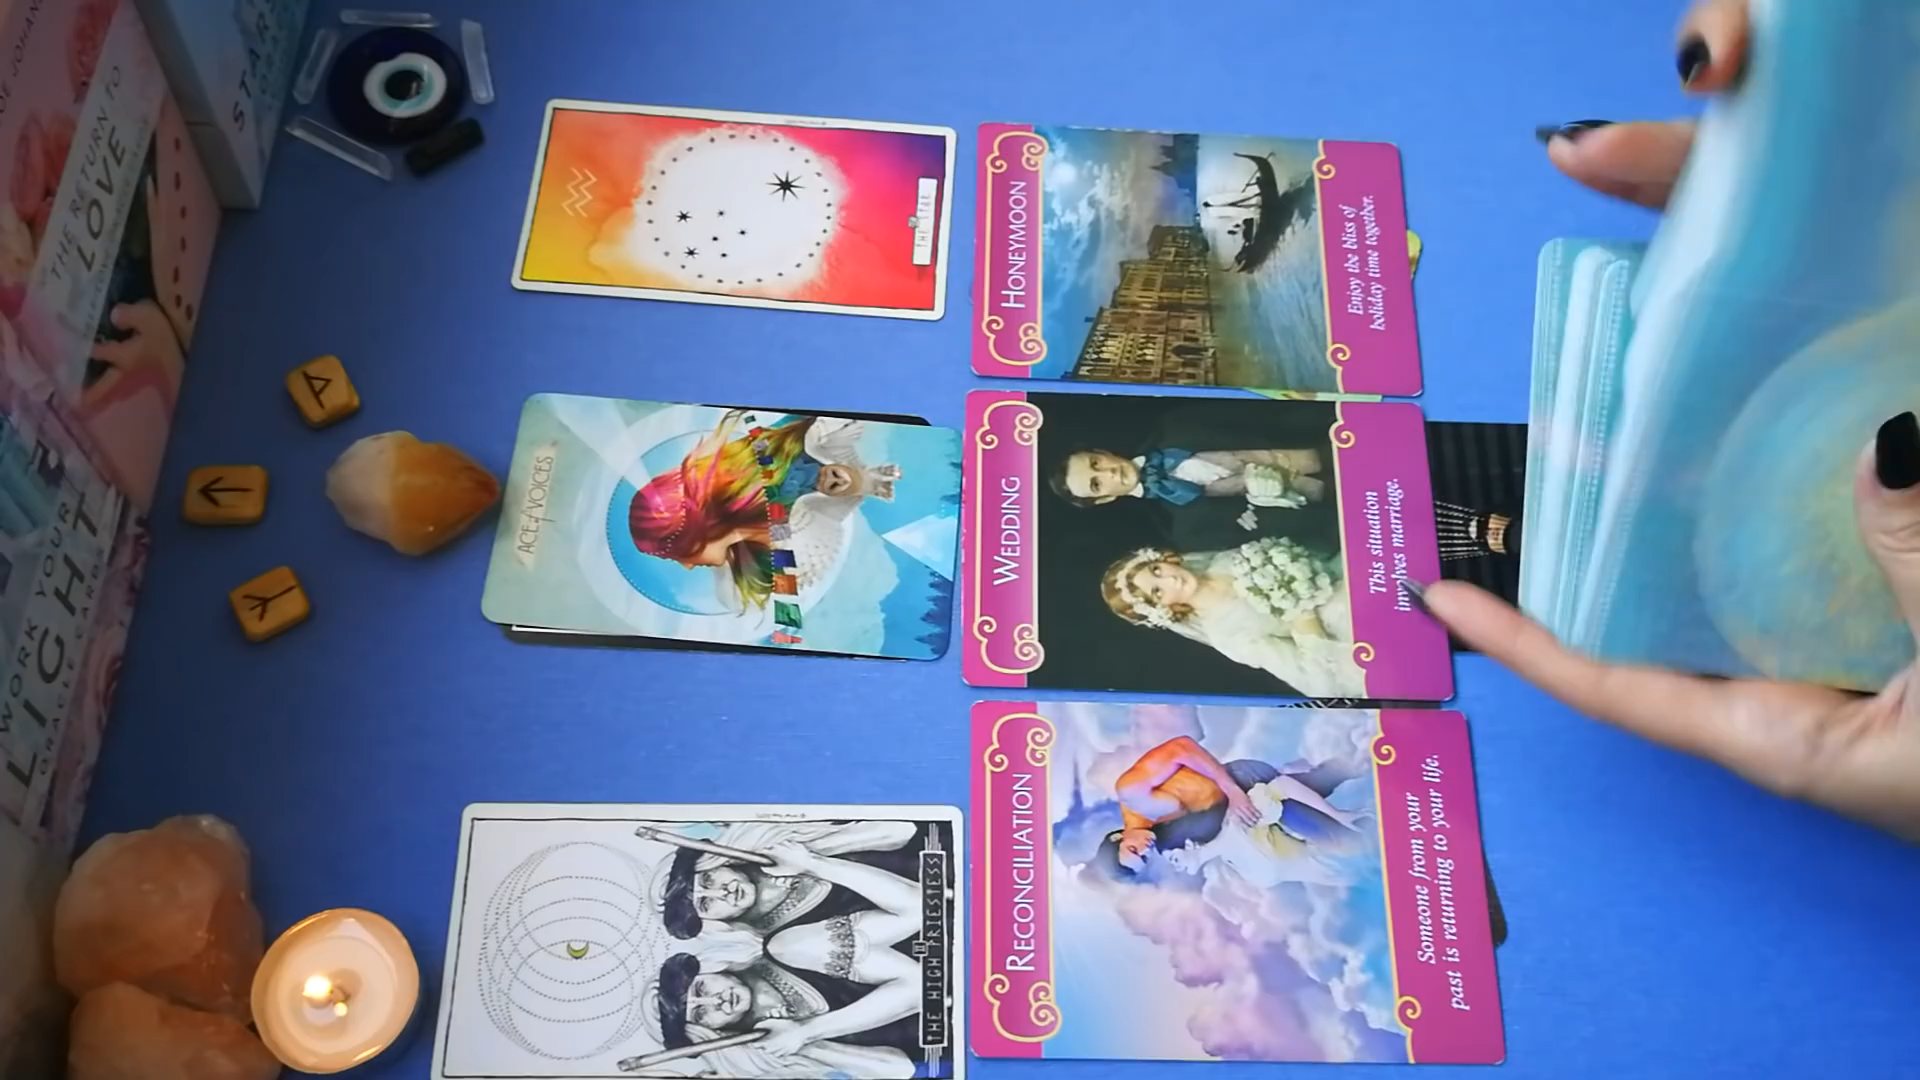 THE RETURN TO
LOVE
STARS
WORK YOUR
LIGHT
ORACLE CARDS
THE STAR
HONEYMOON
Enjoy the bliss of
holiday time together.
ACE of VOICES
WEDDING
This situation
involves marriage.
II
THE HIGH PRIESTESS
RECONCILIATION
Someone from your
past is returning to your life.